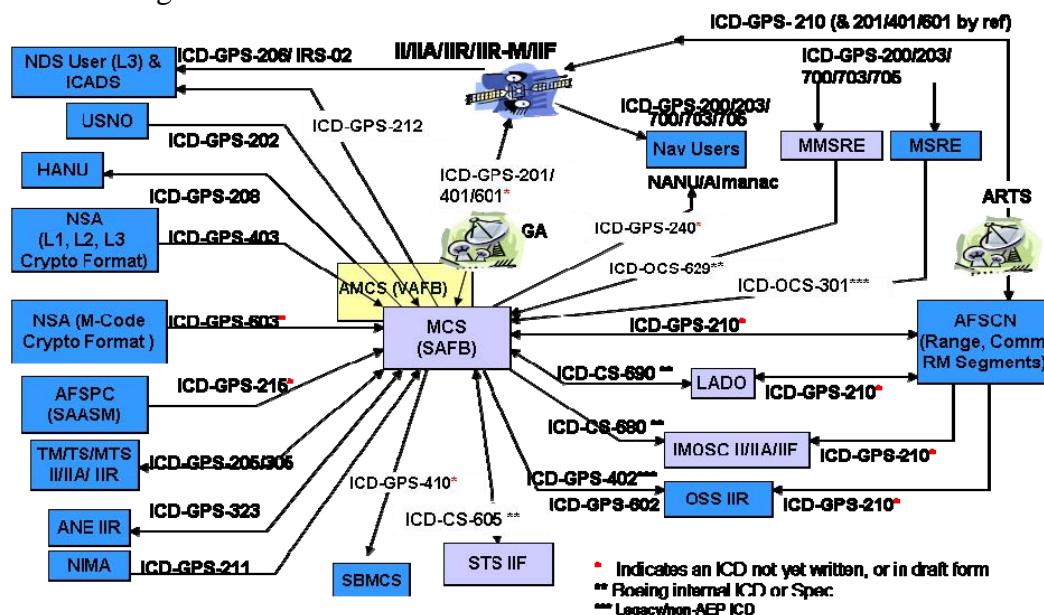 ICD-GPS- 210 (& 201/401/601 by ref)
II/IIA/IIR/IIR-M/IIF
NDS User (L3) &
ICADS
ICD-GPS-206/ IRS-02
ICD-GPS-200/203/
700/703/705
USNO
ICD-GPS-202
ICD-GPS-212
ICD-GPS-200/203/
700/703/705
Nav Users
MMSRE
MSRE
HANU
ICD-GPS-208
ICD-GPS-201/
401/601*
NANU/Almanac
ARTS
NSA
(L1, L2, L3
Crypto Format)
ICD-GPS-403
GA
ICD-GPS-240*
ICD-OCS-629**
ICD-OCS-301***
AMCS (VAFB)
MCS
(SAFB)
NSA (M-Code
Crypto Format )
ICD-GPS-603*
ICD-GPS-210*
AFSCN
(Range, Comm
RM Segments)
AFSPC
(SAASM)
ICD-GPS-216*
ICD-CS-690 **
LADO
ICD-GPS-210*
TM/TS/MTS
II/IIA/ IIR
ICD-GPS-205/305
ICD-CS-680 **
IMOSC II/IIA/IIF
ICD-GPS-210*
ICD-GPS-410*
ICD-GPS-402***
ICD-GPS-602
OSS IIR
ICD-GPS-210*
ANE IIR
ICD-GPS-323
ICD-CS-605 **
NIMA
ICD-GPS-211
SBMCS
STS IIF
* Indicates an ICD not yet written, or in draft form
** Boeing internal ICD or Spec
*** Legacy/non-AEP ICD